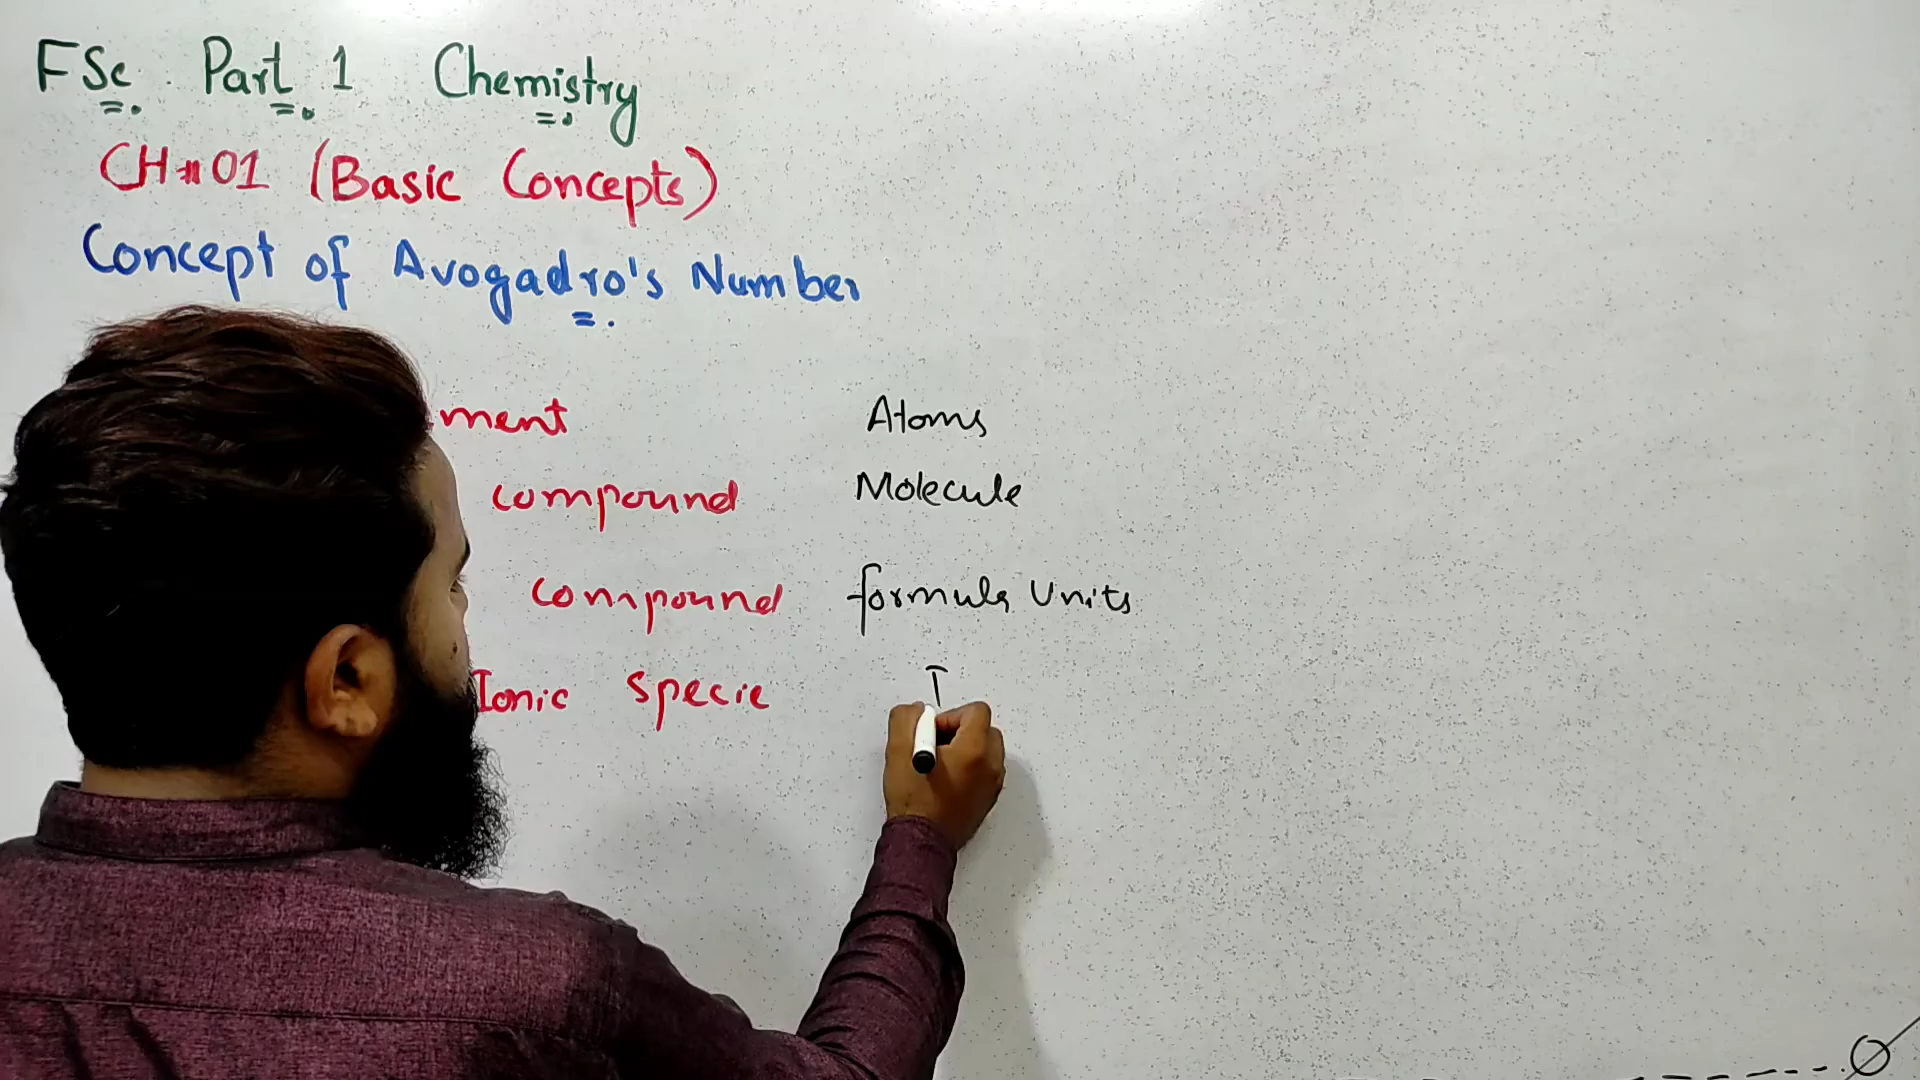 FSc Part 1 Chemistry
CH#01 (Basic Concepts)
Concept of Avogadro's Number
ment Atoms
compound Molecule
compound formula Units
Ionic specie I